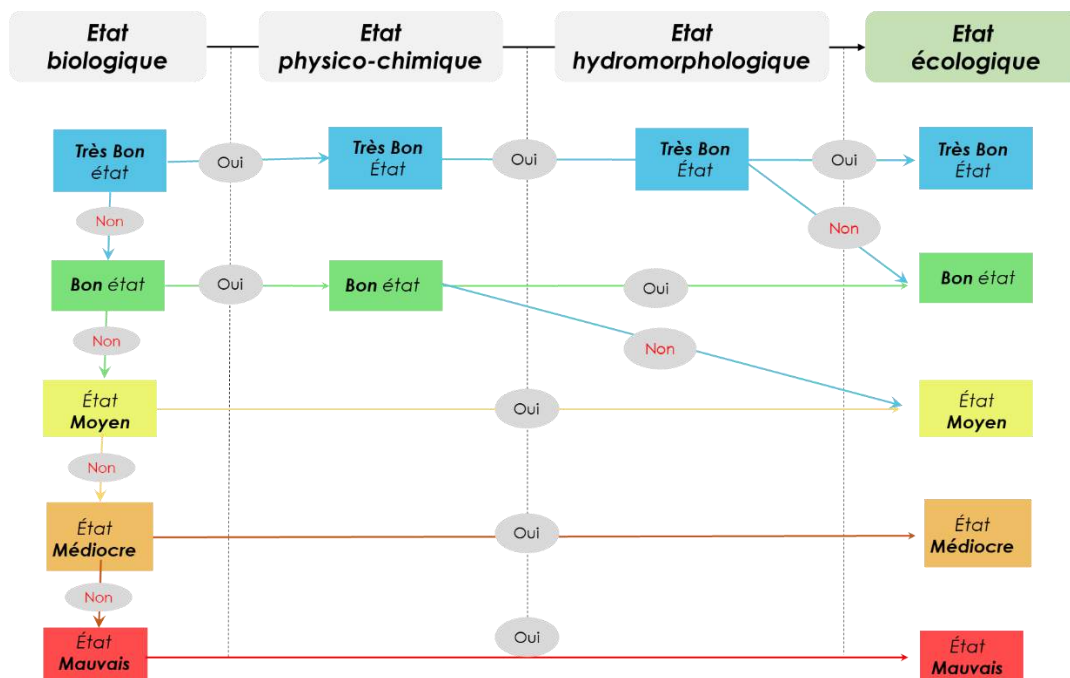 Etat
biologique
Etat
physico-chimique
Etat
hydromorphologique
Etat
écologique
Très Bon
état
Oui
Très Bon
État
Oui
Très Bon
État
Oui
Très Bon
État
Non
Non
Bon état
Oui
Bon état
Oui
Bon état
Non
Non
État
Moyen
Oui
État
Moyen
Non
État
Médiocre
Oui
État
Médiocre
Non
État
Mauvais
Oui
État
Mauvais